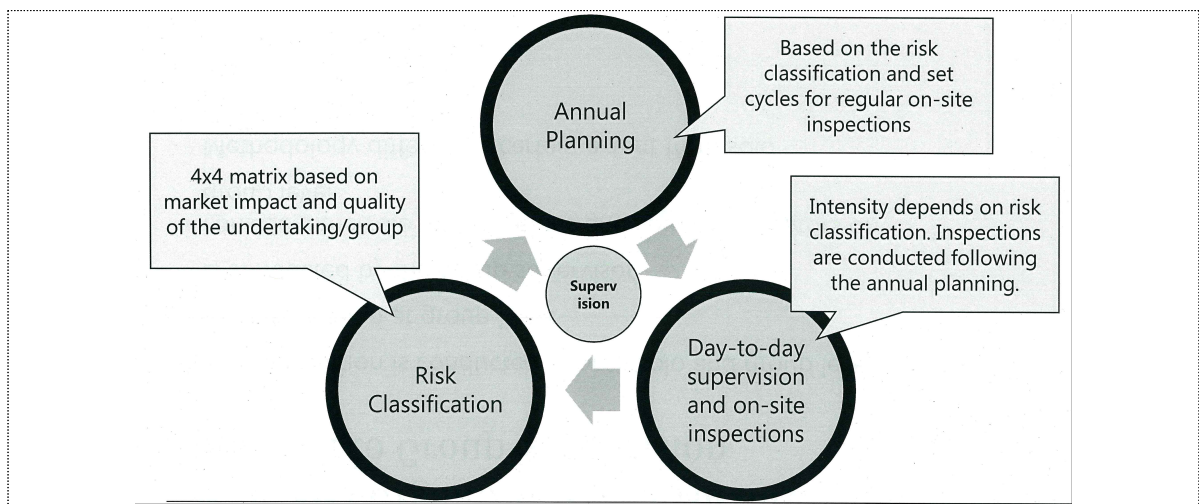 Annual
Planning
Based on the risk
classification and set
cycles for regular on-site
inspections
4x4 matrix based on
market impact and quality
of the undertaking/group
Intensity depends on risk
classification. Inspections
are conducted following
the annual planning.
Superv
ision
Risk
Classification
Day-to-day
supervision
and on-site
inspections